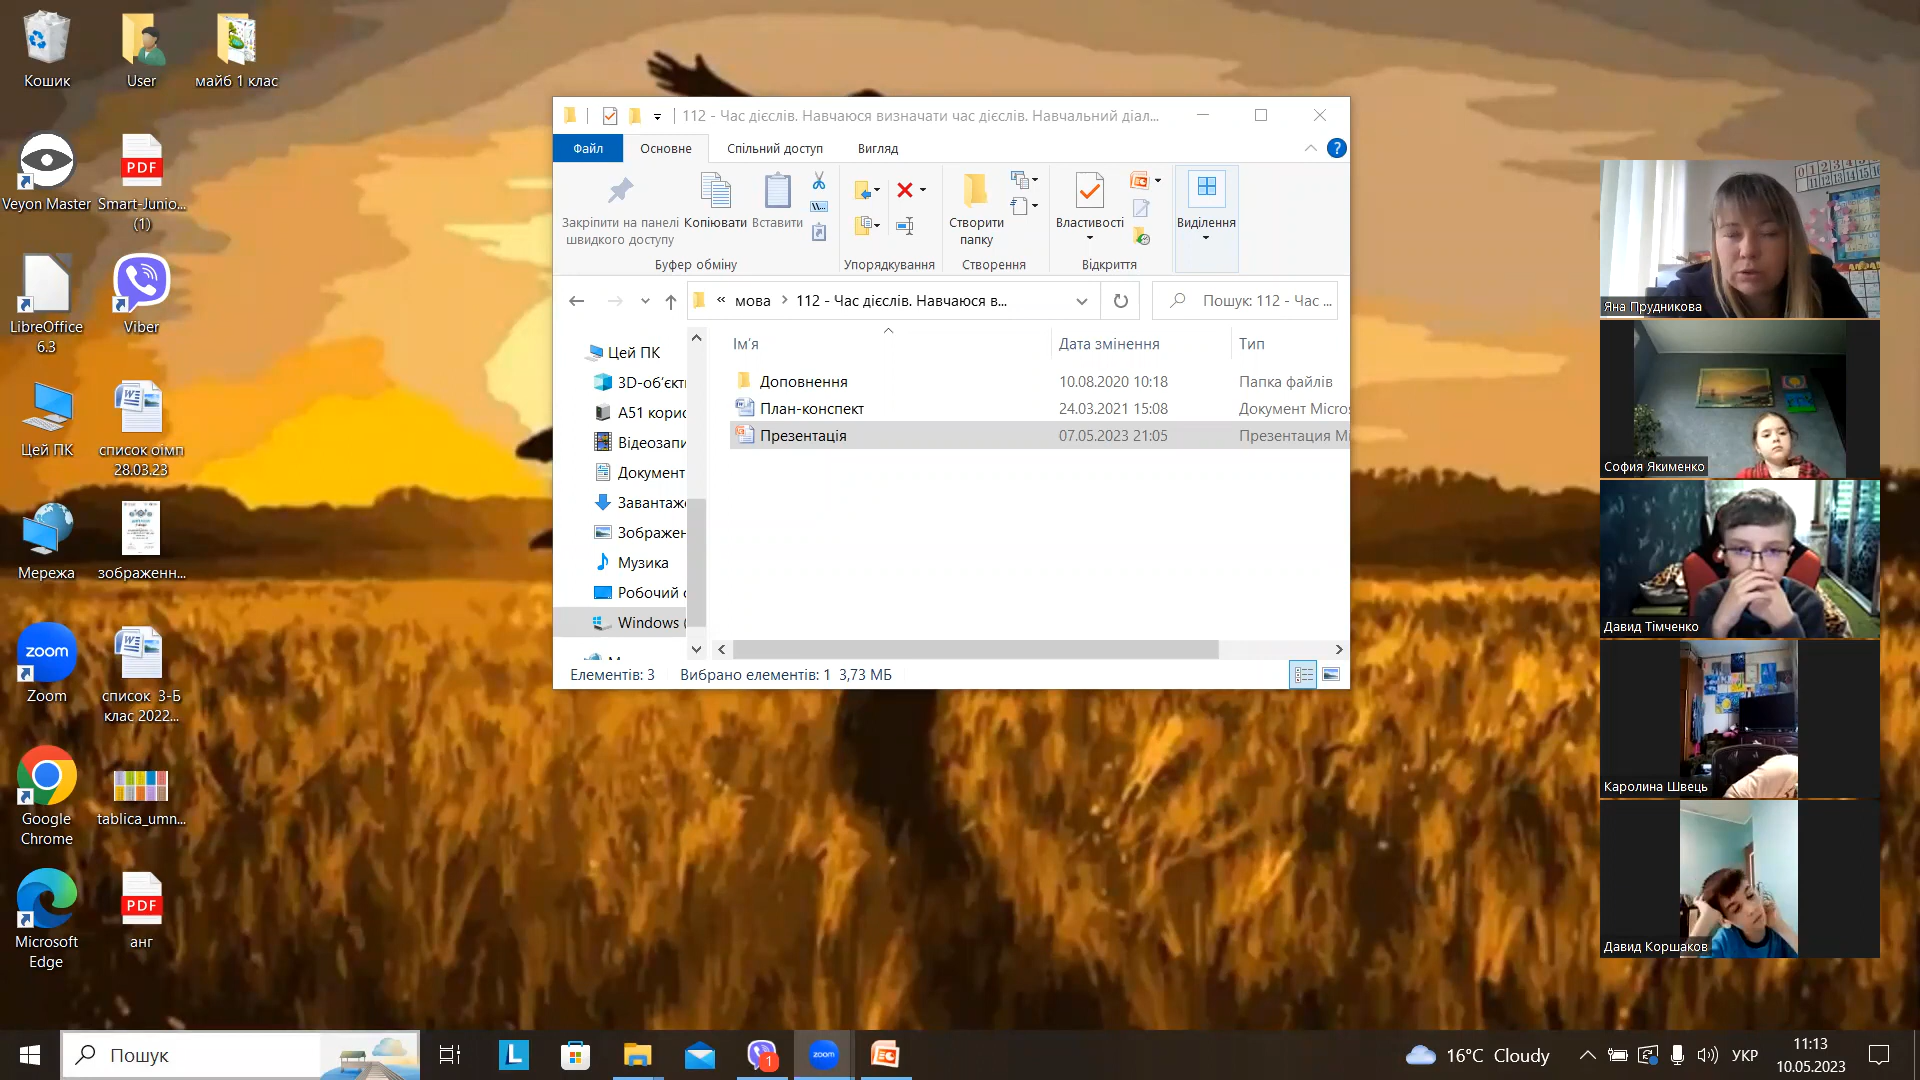 Кошик
User
майб 1 клас
Veyon Master
PDF
Smart-Junio...
(1)
LibreOffice
6.3
Viber
Цей ПК
список оімп
28.03.23
Мережа
зображенн...
zoom
Zoom
список 3-Б
клас 2022...
Google
Chrome
tablica_umn...
Microsoft
Edge
PDF
анг
112 - Час дієслів. Навчаюся визначати час дієслів. Навчальний діал...
Файл
Основне
Спільний доступ
Вигляд
Закріпити на панелі
швидкого доступу
Копіювати
Вставити
Створити
папку
Властивості
Виділення
Буфер обміну
Упорядкування
Створення
Відкриття
« мова > 112 - Час дієслів. Навчаюся в...
Пошук: 112 - Час ...
Цей ПК
3D-об'єкті
A51 корис
Відеозапи
Документ
Завантаже
Зображен
Музика
Робочий с
Windows (
Ім'я
Дата змінення
Тип
Доповнення
10.08.2020 10:18
Папка файлів
План-конспект
24.03.2021 15:08
Документ Micros
Презентація
07.05.2023 21:05
Презентация Mi
Елементів: 3
Вибрано елементів: 1 3,73 МБ
Яна Прудникова
София Якименко
Давид Тімченко
Каролина Швець
Давид Коршаков
Пошук
L
1
zoom
16°C Cloudy
УКР
11:13
10.05.2023